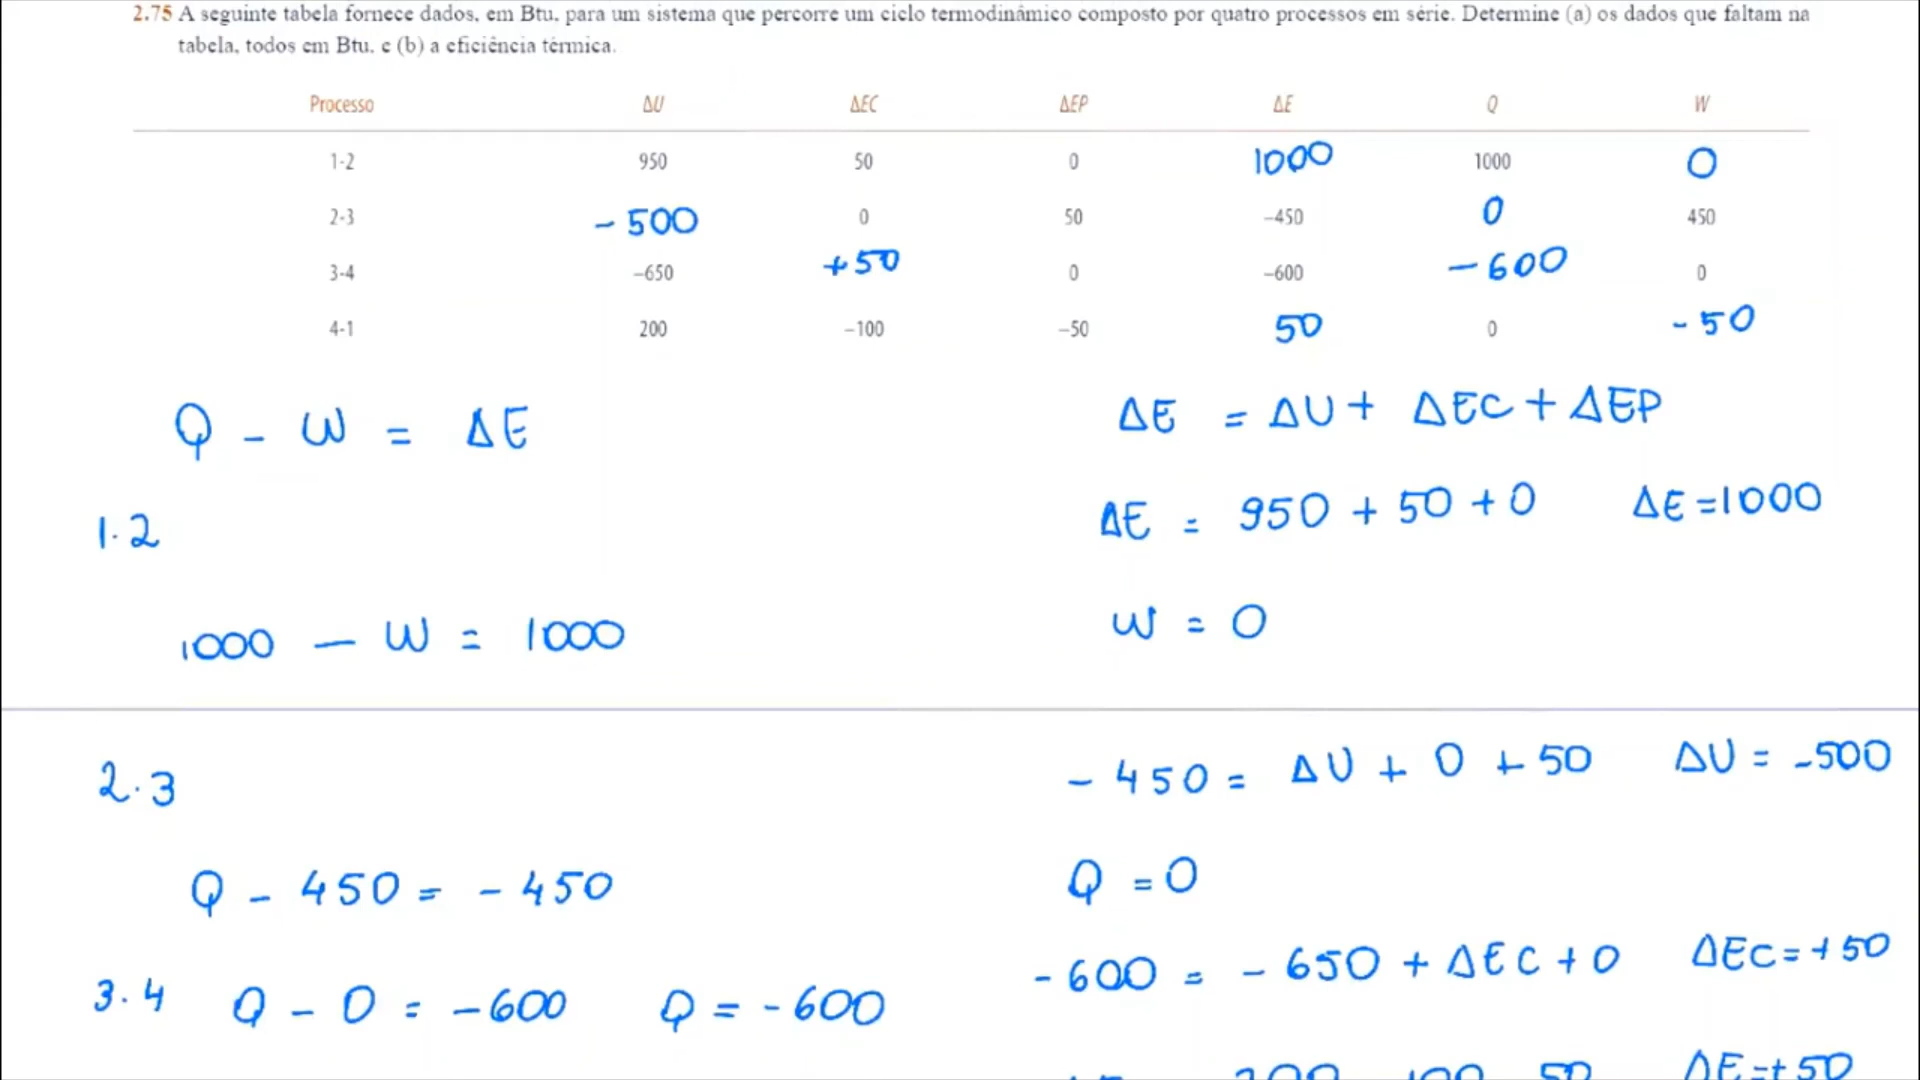 2.75 A seguinte tabela fornece dados, em Btu, para um sistema que percorre um ciclo termodinâmico composto por quatro processos em série. Determine (a) os dados que faltam na
tabela, todos em Btu, e (b) a eficiência térmica.
Processo ΔU ΔEC ΔEP ΔE Q W
1-2 950 50 0 1000 1000 0
2-3 -500 0 50 -450 0 450
3-4 -650 +50 0 -600 -600 0
4-1 200 -100 -50 50 0 -50
Q - W = ΔE ΔE = ΔU + ΔEC + ΔEP
1.2 ΔE = 950 + 50 + 0 ΔE = 1000
1000 - W = 1000 W = 0
2.3 -450 = ΔU + 0 + 50 ΔU = -500
Q - 450 = -450 Q = 0
3.4 Q - 0 = -600 Q = -600 -600 = -650 + ΔEC + 0 ΔEC = +50
ΔE = +50